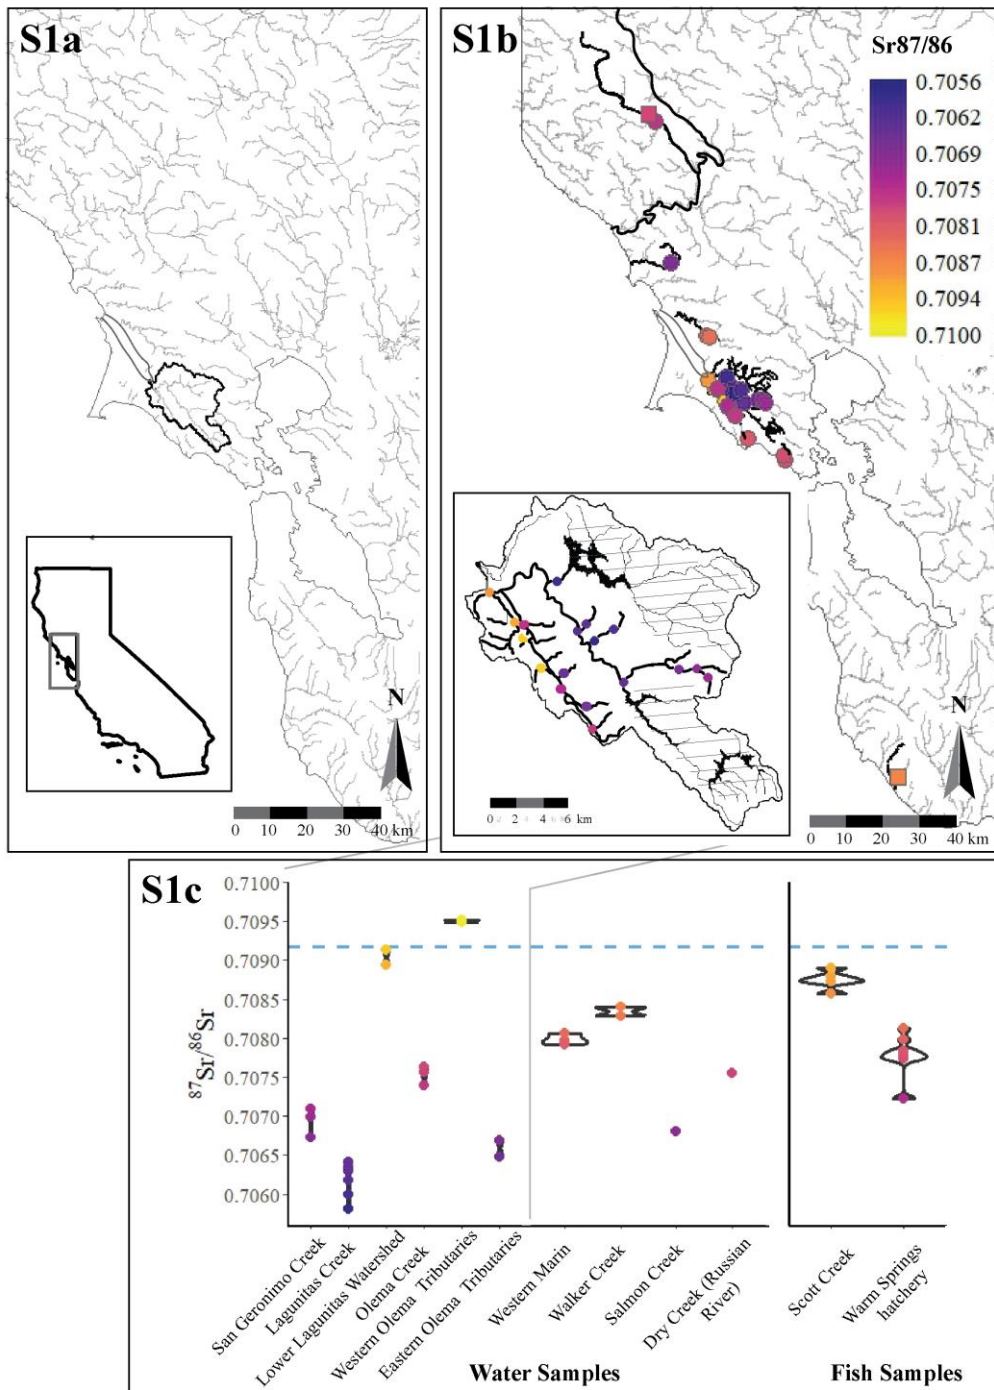 S1a
N
0 10 20 30 40 km
S1b
Sr87/86
0.7056
0.7062
0.7069
0.7075
0.7081
0.7087
0.7094
0.7100
0 2 4 6 km
N
0 10 20 30 40 km
S1c
87Sr/86Sr
0.7100
0.7095
0.7090
0.7085
0.7080
0.7075
0.7070
0.7065
0.7060
San Geronimo Creek
Lagunitas Creek
Lower Lagunitas Watershed
Olema Creek
Western Olema Tributaries
Eastern Olema Tributaries
Western Marin
Walker Creek
Salmon Creek
Dry Creek (Russian
River)
Scott Creek
Warm Springs
hatchery
Water Samples
Fish Samples